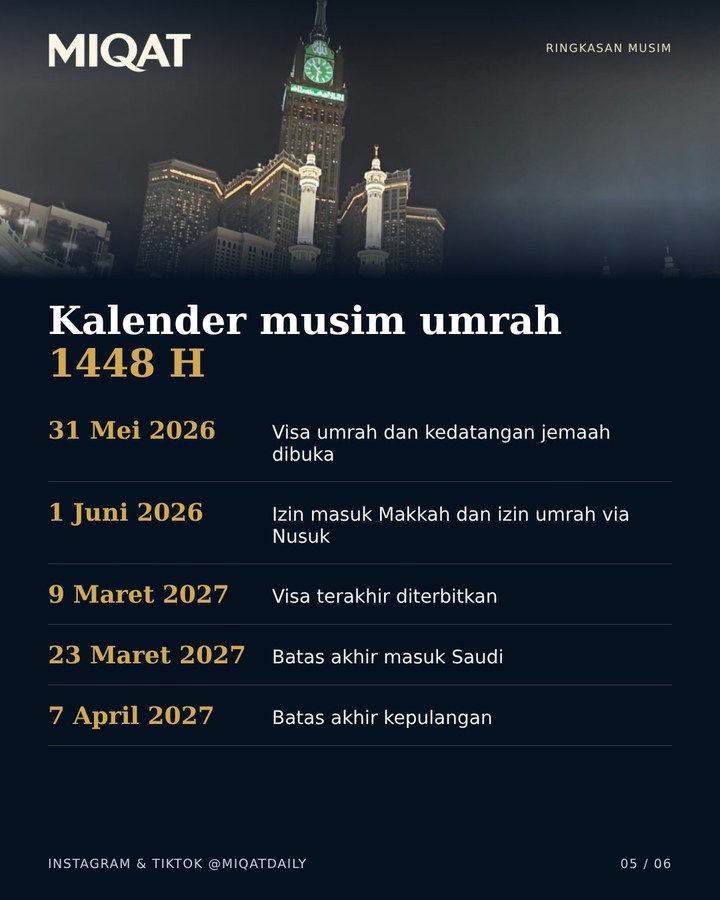 MIQAT
RINGKASAN MUSIM
Kalender musim umrah
1448 H
31 Mei 2026
Visa umrah dan kedatangan jemaah
dibuka
1 Juni 2026
Izin masuk Makkah dan izin umrah via
Nusuk
9 Maret 2027
Visa terakhir diterbitkan
23 Maret 2027
Batas akhir masuk Saudi
7 April 2027
Batas akhir kepulangan
INSTAGRAM & TIKTOK @MIQATDAILY
05 / 06